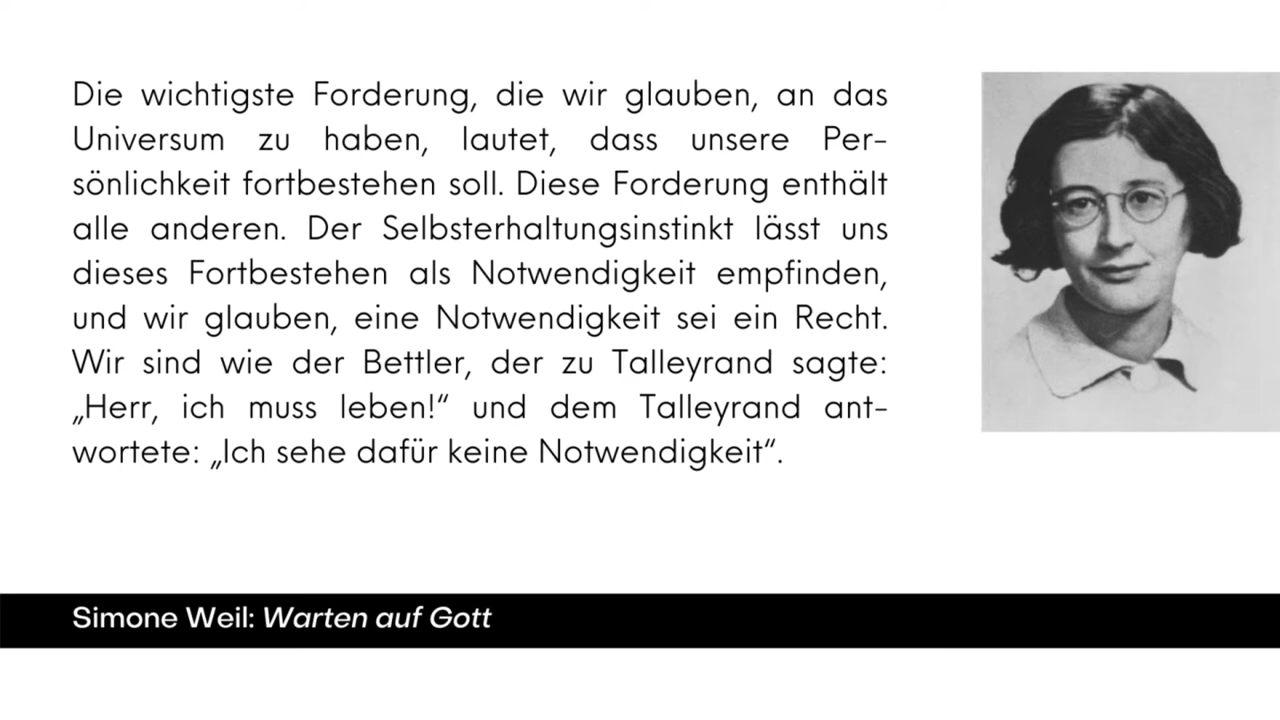 Die wichtigste Forderung, die wir glauben, an das
Universum zu haben, lautet, dass unsere Per-
sönlichkeit fortbestehen soll. Diese Forderung enthält
alle anderen. Der Selbsterhaltungsinstinkt lässt uns
dieses Fortbestehen als Notwendigkeit empfinden,
und wir glauben, eine Notwendigkeit sei ein Recht.
Wir sind wie der Bettler, der zu Talleyrand sagte:
„Herr, ich muss leben!“ und dem Talleyrand ant-
wortete: „Ich sehe dafür keine Notwendigkeit“.
Simone Weil: Warten auf Gott